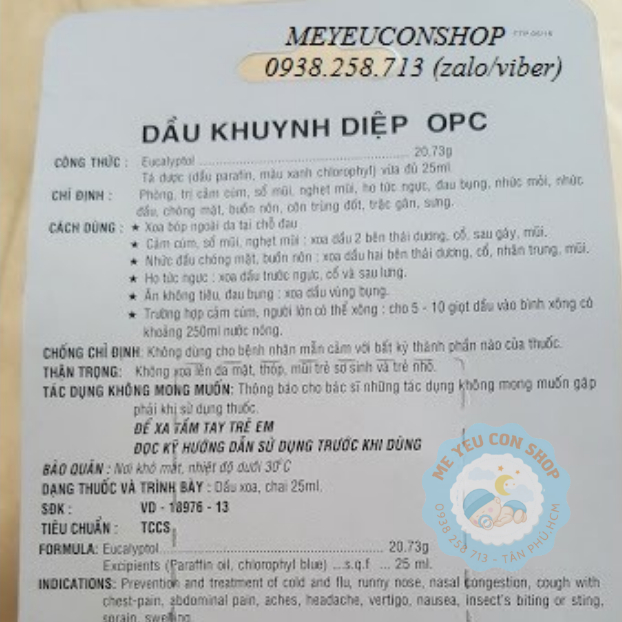 MEYEUCONSHOP
0938.258.713 (zalo/viber)
DẦU KHUYNH DIỆP OPC
CÔNG THỨC : Eucalyptol ........ 20,73g
Tá dược (dầu parafin, màu xanh chlorophyl) vừa đủ 25ml
CHỈ ĐỊNH : Phòng, trị cảm cúm, sổ mũi, nghẹt mũi, ho tức ngực, đau bụng, nhức mỏi, nhức
đầu, chóng mặt, buồn nôn, côn trùng đốt, trặc gân, sưng.
CÁCH DÙNG : ★ Xoa bóp ngoài da tại chỗ đau
★ Cảm cúm, sổ mũi, nghẹt mũi : xoa dầu 2 bên thái dương, cổ, sau gáy, mũi.
★ Nhức đầu chóng mặt, buồn nôn : xoa dầu hai bên thái dương, cổ, nhân trung, mũi.
★ Ho tức ngực : xoa dầu trước ngực, cổ và sau lưng.
★ Ăn không tiêu, đau bụng : xoa dầu vùng bụng.
★ Trường hợp cảm cúm, người lớn có thể xông : cho 5 - 10 giọt dầu vào bình xông có
khoảng 250ml nước nóng.
CHỐNG CHỈ ĐỊNH: Không dùng cho bệnh nhân mẫn cảm với bất kỳ thành phần nào của thuốc.
THẬN TRỌNG: Không xoa lên da mặt, thóp, mũi trẻ sơ sinh và trẻ nhỏ.
TÁC DỤNG KHÔNG MONG MUỐN: Thông báo cho bác sĩ những tác dụng không mong muốn gặp
phải khi sử dụng thuốc.
ĐỂ XA TẦM TAY TRẺ EM
ĐỌC KỸ HƯỚNG DẪN SỬ DỤNG TRƯỚC KHI DÙNG
BẢO QUẢN : Nơi khô mát, nhiệt độ dưới 30°C
DẠNG THUỐC VÀ TRÌNH BÀY : Dầu xoa, chai 25ml.
SĐK : VD - 18976 - 13
TIÊU CHUẨN : TCCS
FORMULA: Eucalyptol ........ 20.73g
Excipients (Paraffin oil, chlorophyl blue) ...s.q.f ... 25 ml.
INDICATIONS: Prevention and treatment of cold and flu, runny nose, nasal congestion, cough with
chest-pain, abdominal pain, aches, headache, vertigo, nausea, insect's biting or sting,
sprain, swelling
ME YEU CON SHOP
0938 258 713 - TÂN PHÚ, HCM